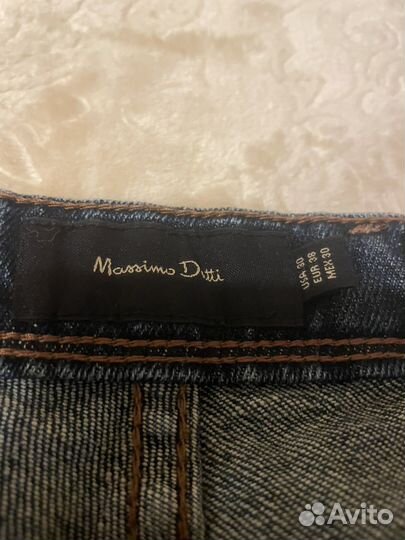 Massimo Dutti
USA 30
EUR 38
MEX 30
Avito